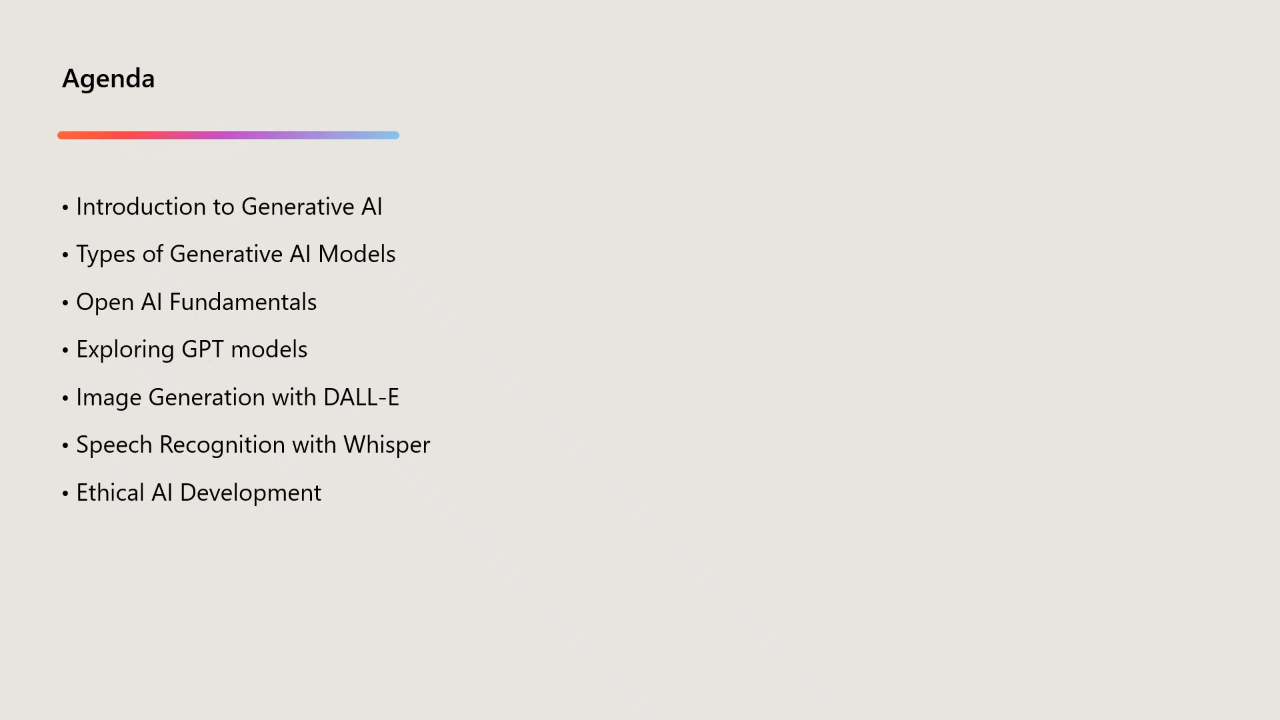 Agenda
• Introduction to Generative AI
• Types of Generative AI Models
• Open AI Fundamentals
• Exploring GPT models
• Image Generation with DALL-E
• Speech Recognition with Whisper
• Ethical AI Development